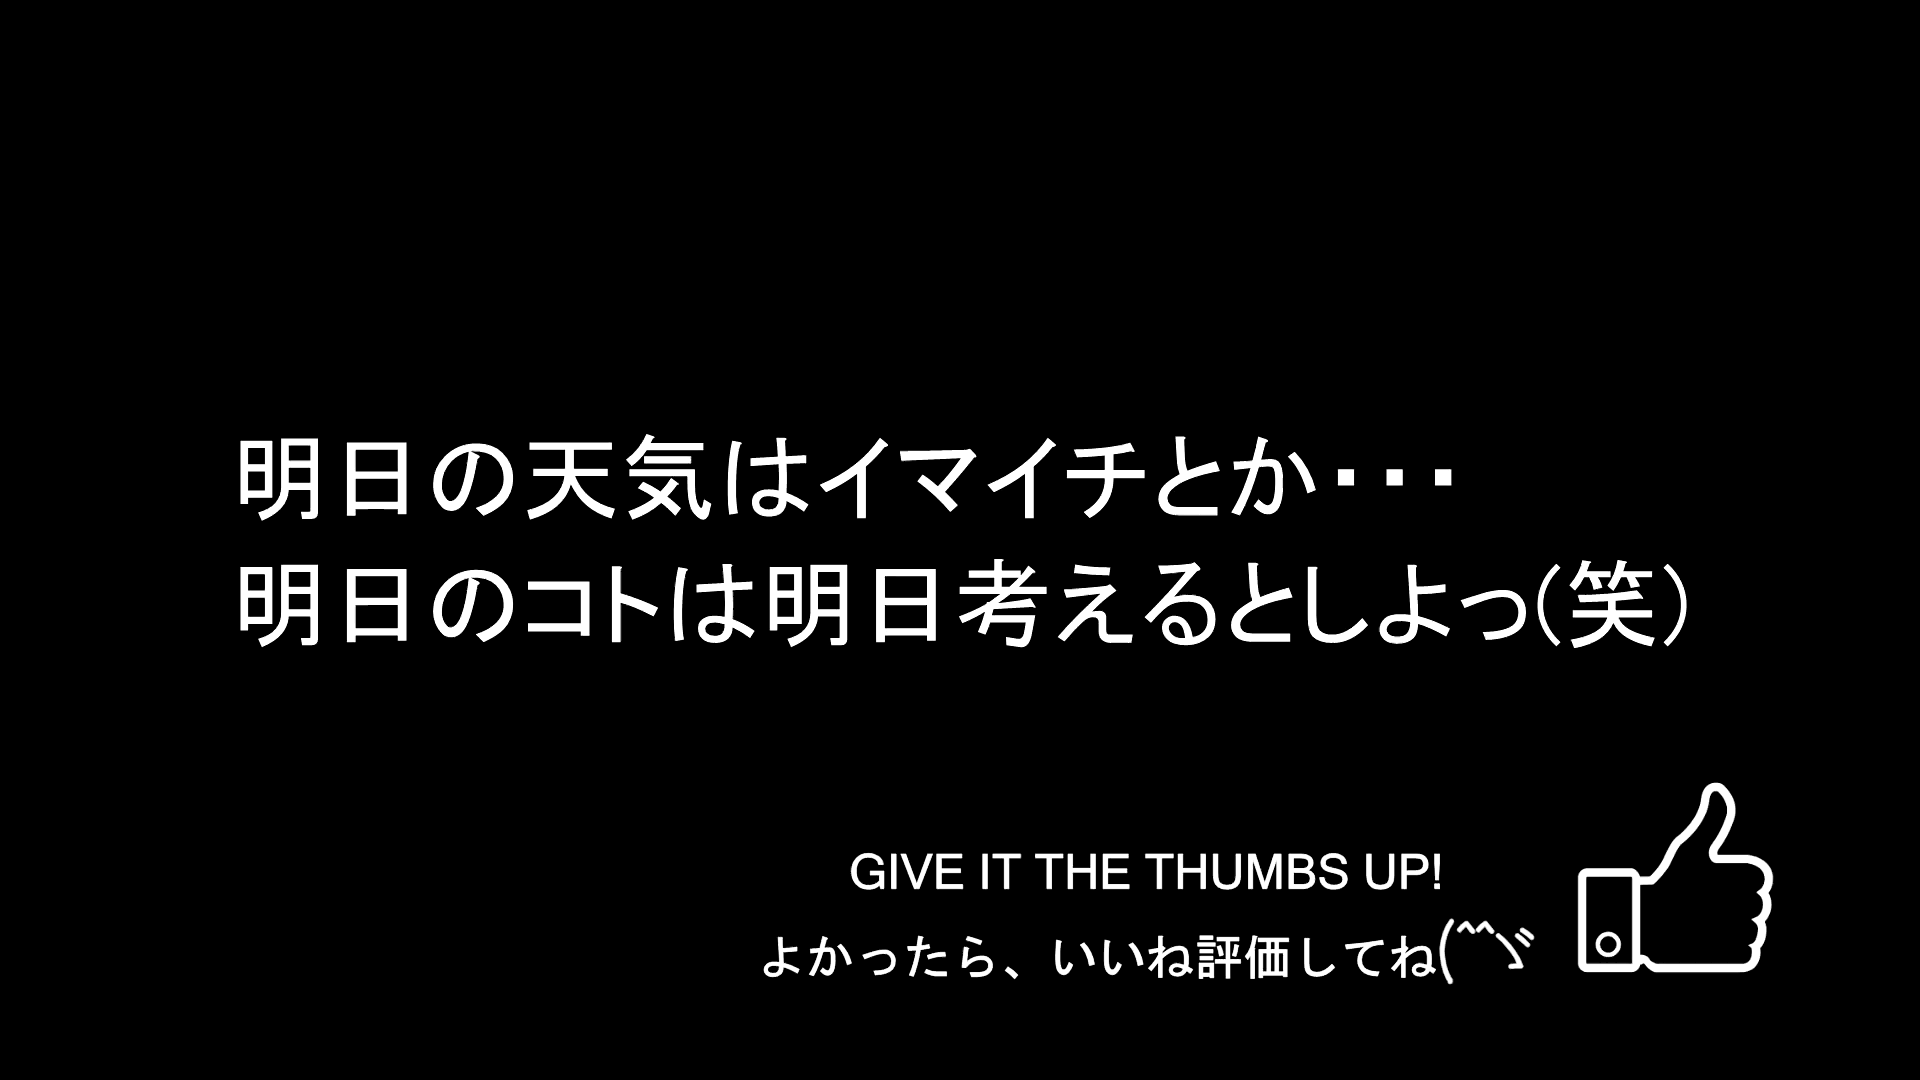 明日の天気はイマイチとか・・・
明日のコトは明日考えるとしよっ(笑)
GIVE IT THE THUMBS UP!
よかったら、いいね評価してね(^^ゞ